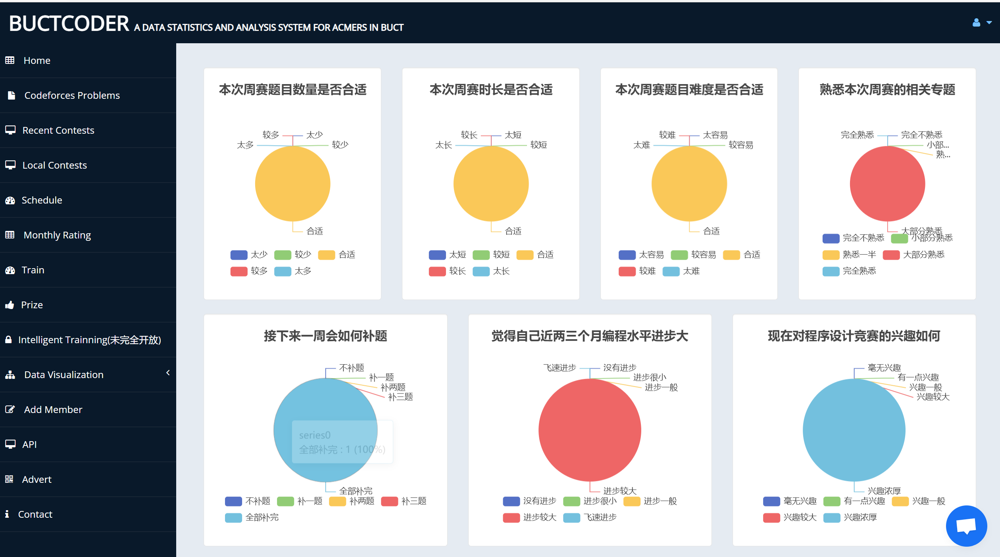 BUCTCODER A DATA STATISTICS AND ANALYSIS SYSTEM FOR ACMERS IN BUCT
Home
Codeforces Problems
Recent Contests
Local Contests
Schedule
Monthly Rating
Train
Prize
Intelligent Trainning(未完全开放)
Data Visualization
Add Member
API
Advert
Contact
本次周赛题目数量是否合适
较多 太少
太多 较少
合适
太少 较少 合适
较多 太多
本次周赛时长是否合适
较长 太短
太长 较短
合适
太短 较短 合适
较长 太长
本次周赛题目难度是否合适
较难 太容易
太难 较容易
合适
太容易 较容易 合适
较难 太难
熟悉本次周赛的相关专题
完全熟悉 完全不熟悉
小部...
熟...
大部分熟悉
完全不熟悉 小部分熟悉
熟悉一半 大部分熟悉
完全熟悉
接下来一周会如何补题
不补题
补一题
补两题
补三题
series0
全部补完 : 1 (100%)
全部补完
不补题 补一题 补两题 补三题
全部补完
觉得自己近两三个月编程水平进步大
飞速进步 没有进步
进步很小
进步一般
进步较大
没有进步 进步很小 进步一般
进步较大 飞速进步
现在对程序设计竞赛的兴趣如何
毫无兴趣
有一点兴趣
兴趣一般
兴趣较大
兴趣浓厚
毫无兴趣 有一点兴趣 兴趣一般
兴趣较大 兴趣浓厚